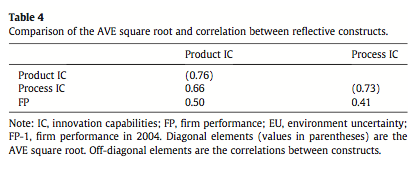 Table 4
Comparison of the AVE square root and correlation between reflective constructs.
Product IC Process IC
Product IC (0.76)
Process IC 0.66 (0.73)
FP 0.50 0.41
Note: IC, innovation capabilities; FP, firm performance; EU, environment uncertainty;
FP-1, firm performance in 2004. Diagonal elements (values in parentheses) are the
AVE square root. Off-diagonal elements are the correlations between constructs.